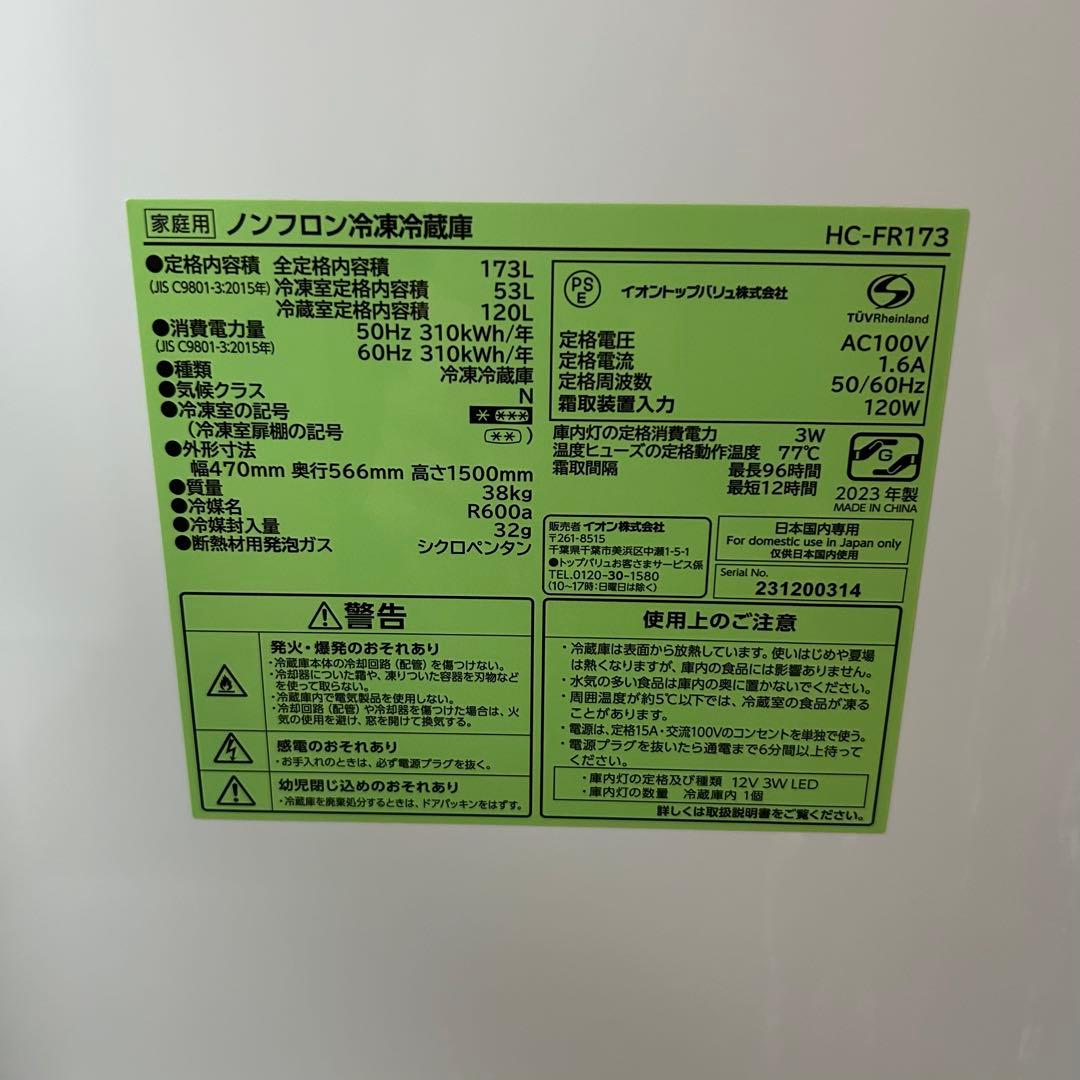 家庭用 ノンフロン冷凍冷蔵庫
HC-FR173
●定格内容積 全定格内容積 173L
(JIS C9801-3:2015年) 冷凍室定格内容積 53L
冷蔵室定格内容積 120L
●消費電力量 50Hz 310kWh/年
(JIS C9801-3:2015年) 60Hz 310kWh/年
●種類 冷凍冷蔵庫
●気候クラス N
●冷凍室の記号
(冷凍室扉棚の記号 )
●外形寸法
幅470mm 奥行566mm 高さ1500mm
●質量 38kg
●冷媒名 R600a
●冷媒封入量 32g
●断熱材用発泡ガス シクロペンタン
PSE イオントップバリュ株式会社
TÜVRheinland
定格電圧 AC100V
定格電流 1.6A
定格周波数 50/60Hz
霜取装置入力 120W
庫内灯の定格消費電力 3W
温度ヒューズの定格動作温度 77℃
霜取間隔 最長96時間
最短12時間
G
2023 年製
MADE IN CHINA
販売者 イオン株式会社
〒261-8515
千葉県千葉市美浜区中瀬1-5-1
●トップバリュお客さまサービス係
TEL.0120-30-1580
(10~17時:日曜日は除く)
日本国内専用
For domestic use in Japan only
仅供日本国内使用
Serial No.
231200314
警告
発火・爆発のおそれあり
・冷蔵庫本体の冷却回路(配管)を傷つけない。
・冷却器についた霜や、凍りついた容器を刃物など
を使って取らない。
・冷蔵庫内で電気製品を使用しない。
・冷却回路(配管)や冷却器を傷つけた場合は、火
気の使用を避け、窓を開けて換気する。
感電のおそれあり
・お手入れのときは、必ず電源プラグを抜く。
幼児閉じ込めのおそれあり
・冷蔵庫を廃棄処分するときは、ドアパッキンをはずす。
使用上のご注意
・冷蔵庫は表面から放熱しています。使いはじめや夏場
は熱くなりますが、庫内の食品には影響ありません。
・水気の多い食品は庫内の奥に置かないでください。
・周囲温度が約5℃以下では、冷蔵室の食品が凍る
ことがあります。
・電源は、定格15A・交流100Vのコンセントを単独で使う。
・電源プラグを抜いたら通電まで6分間以上待って
ください。
・庫内灯の定格及び種類 12V 3W LED
・庫内灯の数量 冷蔵庫内 1個
詳しくは取扱説明書をご覧ください。